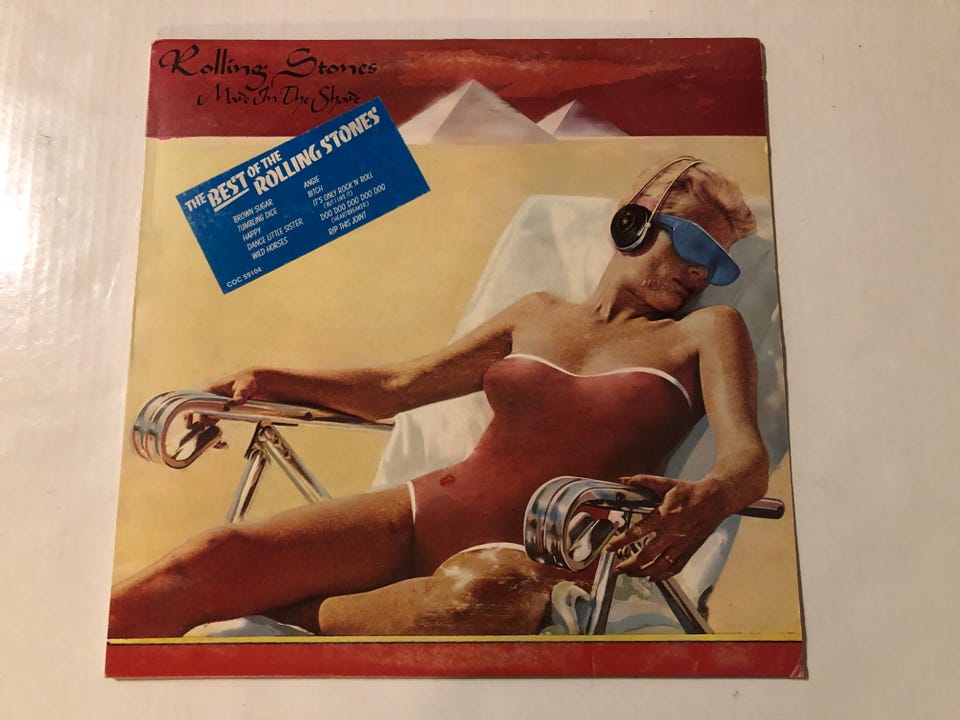 Rolling Stones
Made In The Shade
THE BEST OF THE
ROLLING STONES
BROWN SUGAR
TUMBLING DICE
HAPPY
DANCE LITTLE SISTER
WILD HORSES
ANGIE
BITCH
IT'S ONLY ROCK'N ROLL
(BUT I LIKE IT)
DOO DOO DOO DOO DOO
(HEARTBREAKER)
RIP THIS JOINT
COC 59104